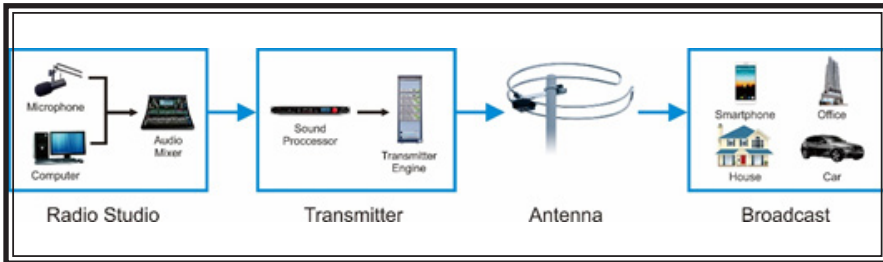 Microphone
Computer
Audio
Mixer
Radio Studio
Sound
Proccessor
Transmitter
Engine
Transmitter
Antenna
Smartphone
Office
House
Car
Broadcast